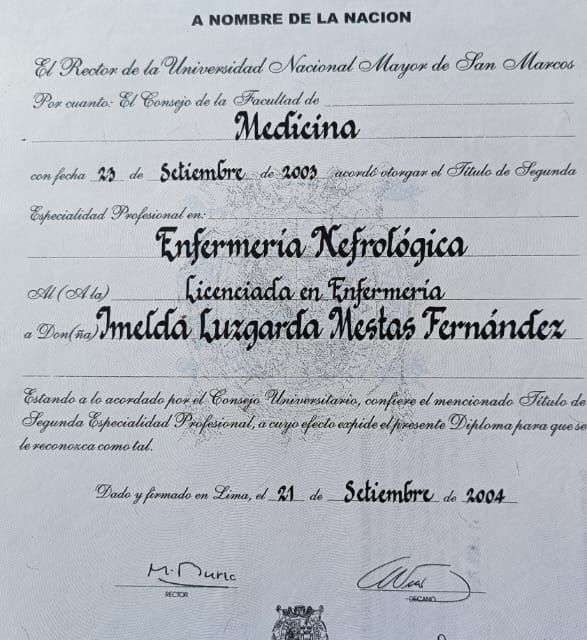 A NOMBRE DE LA NACION
El Rector de la Universidad Nacional Mayor de San Marcos
Por cuanto: El Consejo de la Facultad de
Medicina
con fecha 23 de Setiembre de 2003 acordó otorgar el Título de Segunda
Especialidad Profesional en:
Enfermería Nefrológica
Al (A la) Licenciada en Enfermería
a Don(ña) Imelda Luzgarda Mestas Fernández
Estando a lo acordado por el Consejo Universitario, confiere el mencionado Título de
Segunda Especialidad Profesional, a cuyo efecto expide el presente Diploma para que se
le reconozca como tal.
Dado y firmado en Lima, el 21 de Setiembre de 2004
RECTOR
DECANO